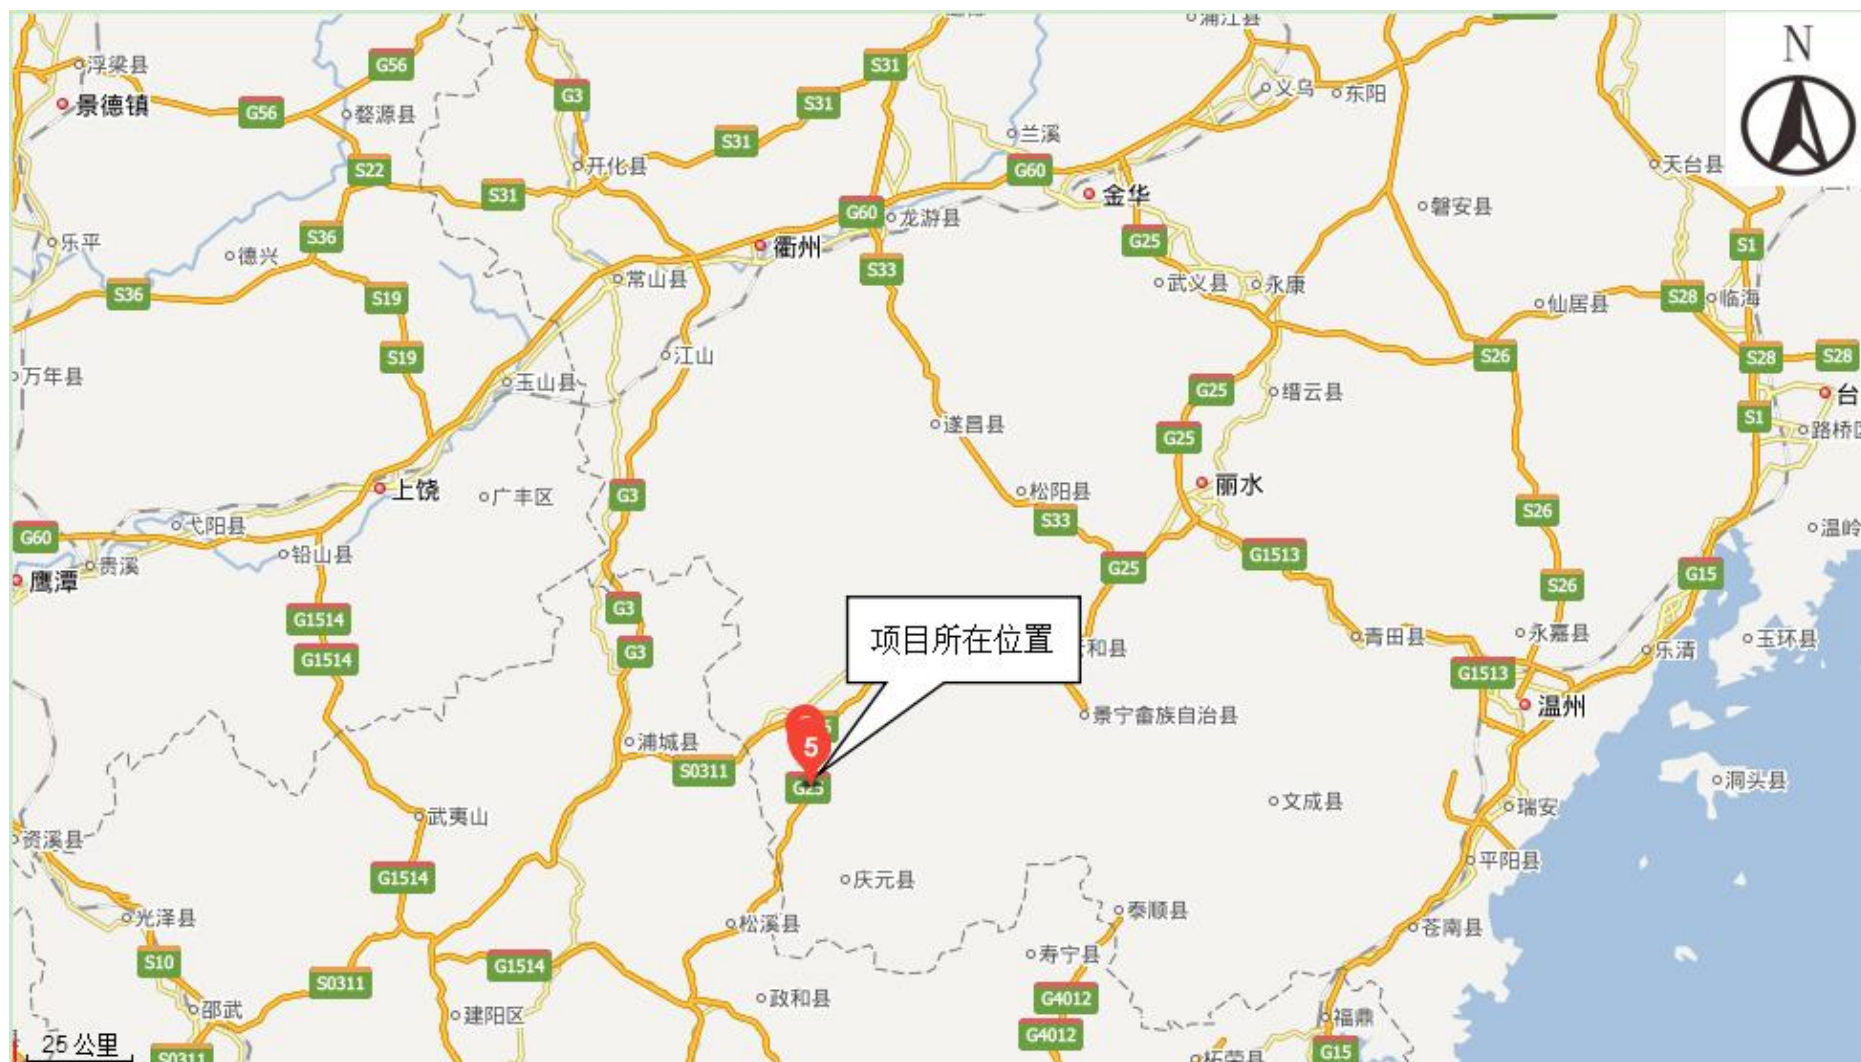 浦江县
N
浮梁县
G56
S31
G3
义乌
东阳
景德镇
G56
婺源县
S31
兰溪
S31
天台县
开化县
S22
G60
S31
金华
磐安县
G60
龙游县
乐平
S36
衢州
G25
S1
德兴
S33
常山县
武义县
永康
S36
S19
仙居县
S28
临海
江山
S19
S26
S28
S28
万年县
玉山县
G25
缙云县
台
S1
遂昌县
G25
路桥区
上饶
广丰区
G3
松阳县
丽水
弋阳县
S33
S26
温岭
G60
铅山县
G1513
贵溪
G25
G15
鹰潭
S26
G1514
G3
项目所在位置
青田县
永嘉县
玉环县
G3
和县
乐清
G1514
G1513
温州
景宁畲族自治县
浦城县
5
S0311
G25
洞头县
文成县
瑞安
武夷山
资溪县
平阳县
G1514
庆元县
光泽县
松溪县
泰顺县
苍南县
S10
G1514
寿宁县
S0311
政和县
G4012
邵武
建阳区
福鼎
G4012
25 公里
S0311
G15
柘荣县